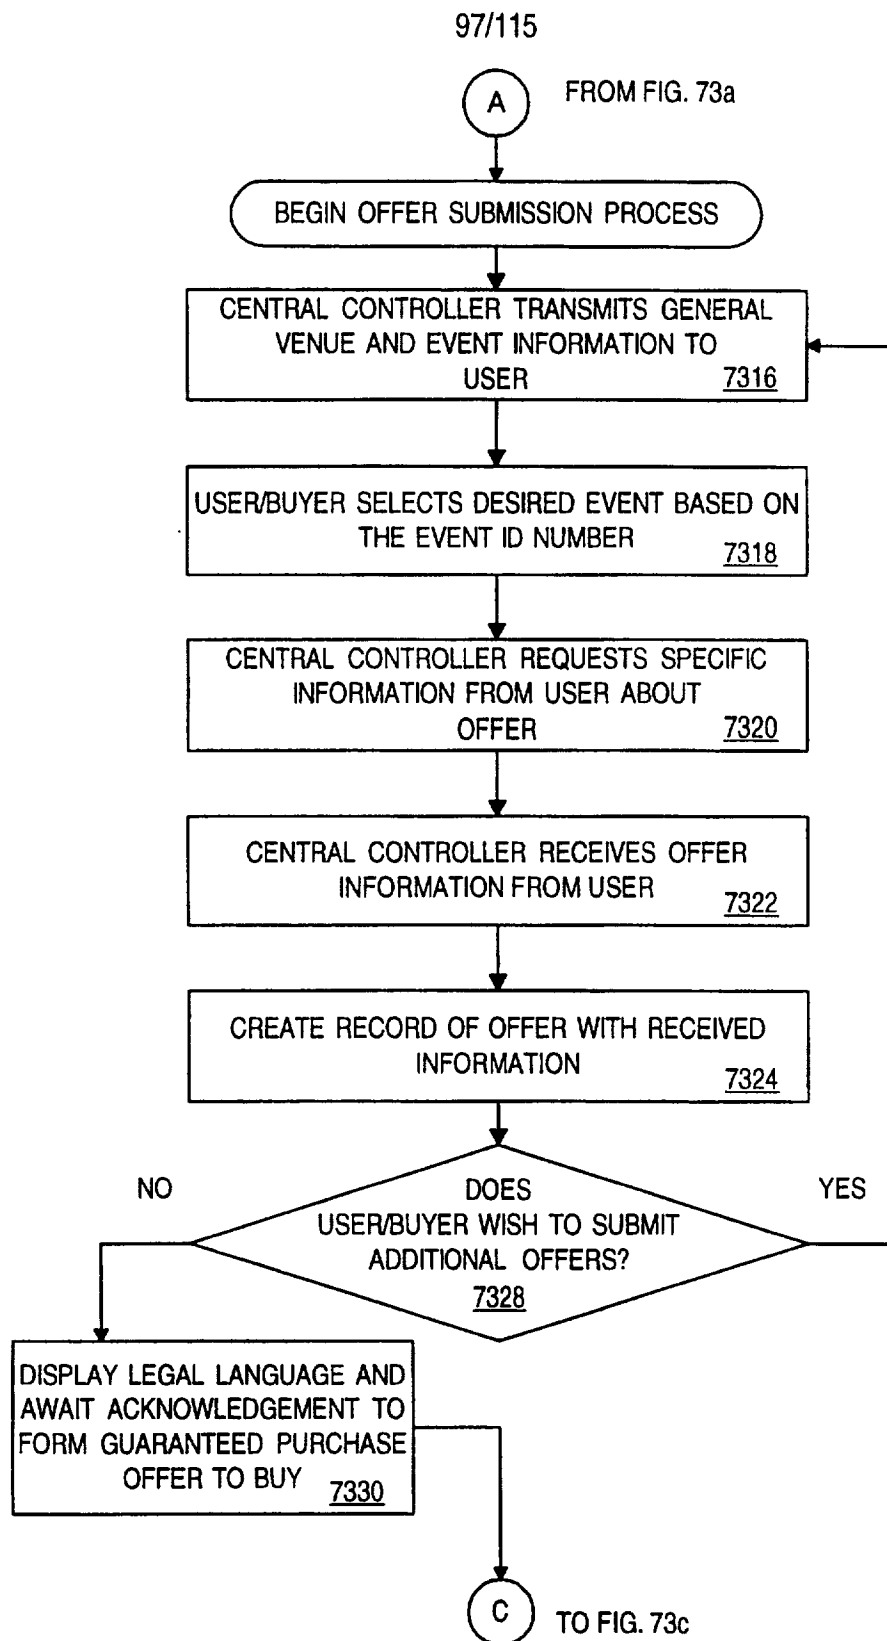 97/115
A
FROM FIG. 73a
BEGIN OFFER SUBMISSION PROCESS
CENTRAL CONTROLLER TRANSMITS GENERAL
VENUE AND EVENT INFORMATION TO
USER
7316
USER/BUYER SELECTS DESIRED EVENT BASED ON
THE EVENT ID NUMBER
7318
CENTRAL CONTROLLER REQUESTS SPECIFIC
INFORMATION FROM USER ABOUT
OFFER
7320
CENTRAL CONTROLLER RECEIVES OFFER
INFORMATION FROM USER
7322
CREATE RECORD OF OFFER WITH RECEIVED
INFORMATION
7324
NO
YES
DOES
USER/BUYER WISH TO SUBMIT
ADDITIONAL OFFERS?
7328
DISPLAY LEGAL LANGUAGE AND
AWAIT ACKNOWLEDGEMENT TO
FORM GUARANTEED PURCHASE
OFFER TO BUY
7330
C
TO FIG. 73c